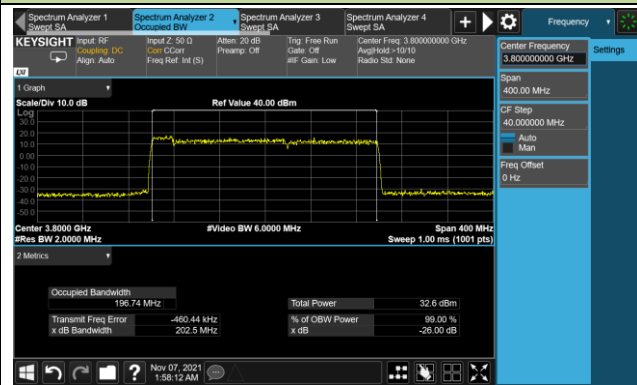 Spectrum Analyzer 1
Swept SA
Spectrum Analyzer 2
Occupied BW
Spectrum Analyzer 3
Swept SA
Spectrum Analyzer 4
Swept SA
Frequency
KEYSIGHT
Input: RF
Coupling: DC
Align: Auto
Input Z: 50 Ω
Corr CCorr
Freq Ref: Int (S)
Atten: 20 dB
Preamp: Off
Trig: Free Run
Gate: Off
#IF Gain: Low
Center Freq: 3.800000000 GHz
Avg|Hold:>10/10
Radio Std: None
LXI
Center Frequency
3.800000000 GHz
Settings
Span
400.00 MHz
CF Step
40.000000 MHz
Auto
Man
Freq Offset
0 Hz
1 Graph
Scale/Div 10.0 dB
Ref Value 40.00 dBm
Log
30.0
20.0
10.0
0.00
-10.0
-20.0
-30.0
-40.0
-50.0
Center 3.8000 GHz
#Video BW 6.0000 MHz
Span 400 MHz
#Res BW 2.0000 MHz
Sweep 1.00 ms (1001 pts)
2 Metrics
Occupied Bandwidth
196.74 MHz
Total Power 32.6 dBm
Transmit Freq Error -460.44 kHz
% of OBW Power 99.00 %
x dB Bandwidth 202.5 MHz
x dB -26.00 dB
Nov 07, 2021
1:58:12 AM